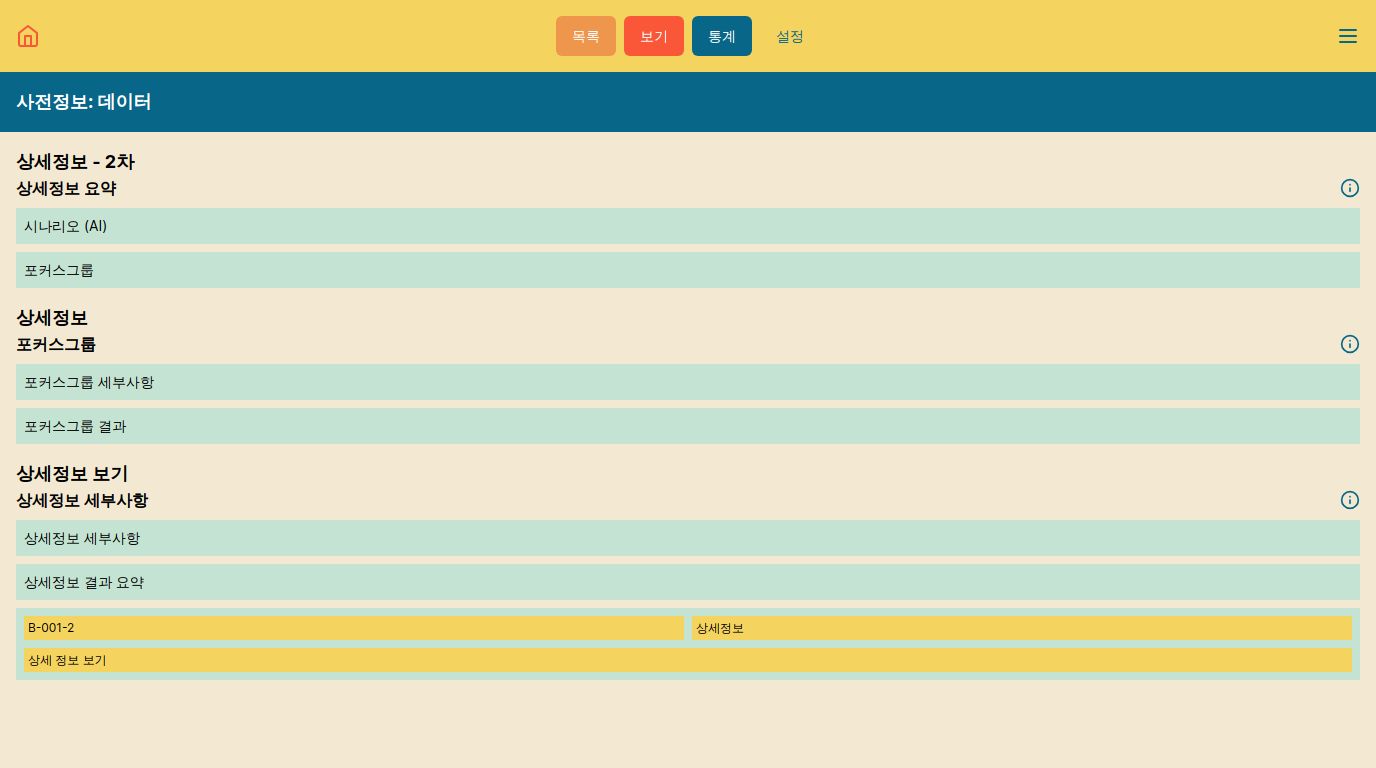 목록
보기
통계
설정
사전정보: 데이터
상세정보 - 2차
상세정보 요약
시나리오 (AI)
포커스그룹
상세정보
포커스그룹
포커스그룹 세부사항
포커스그룹 결과
상세정보 보기
상세정보 세부사항
상세정보 세부사항
상세정보 결과 요약
B-001-2
상세정보
상세 정보 보기